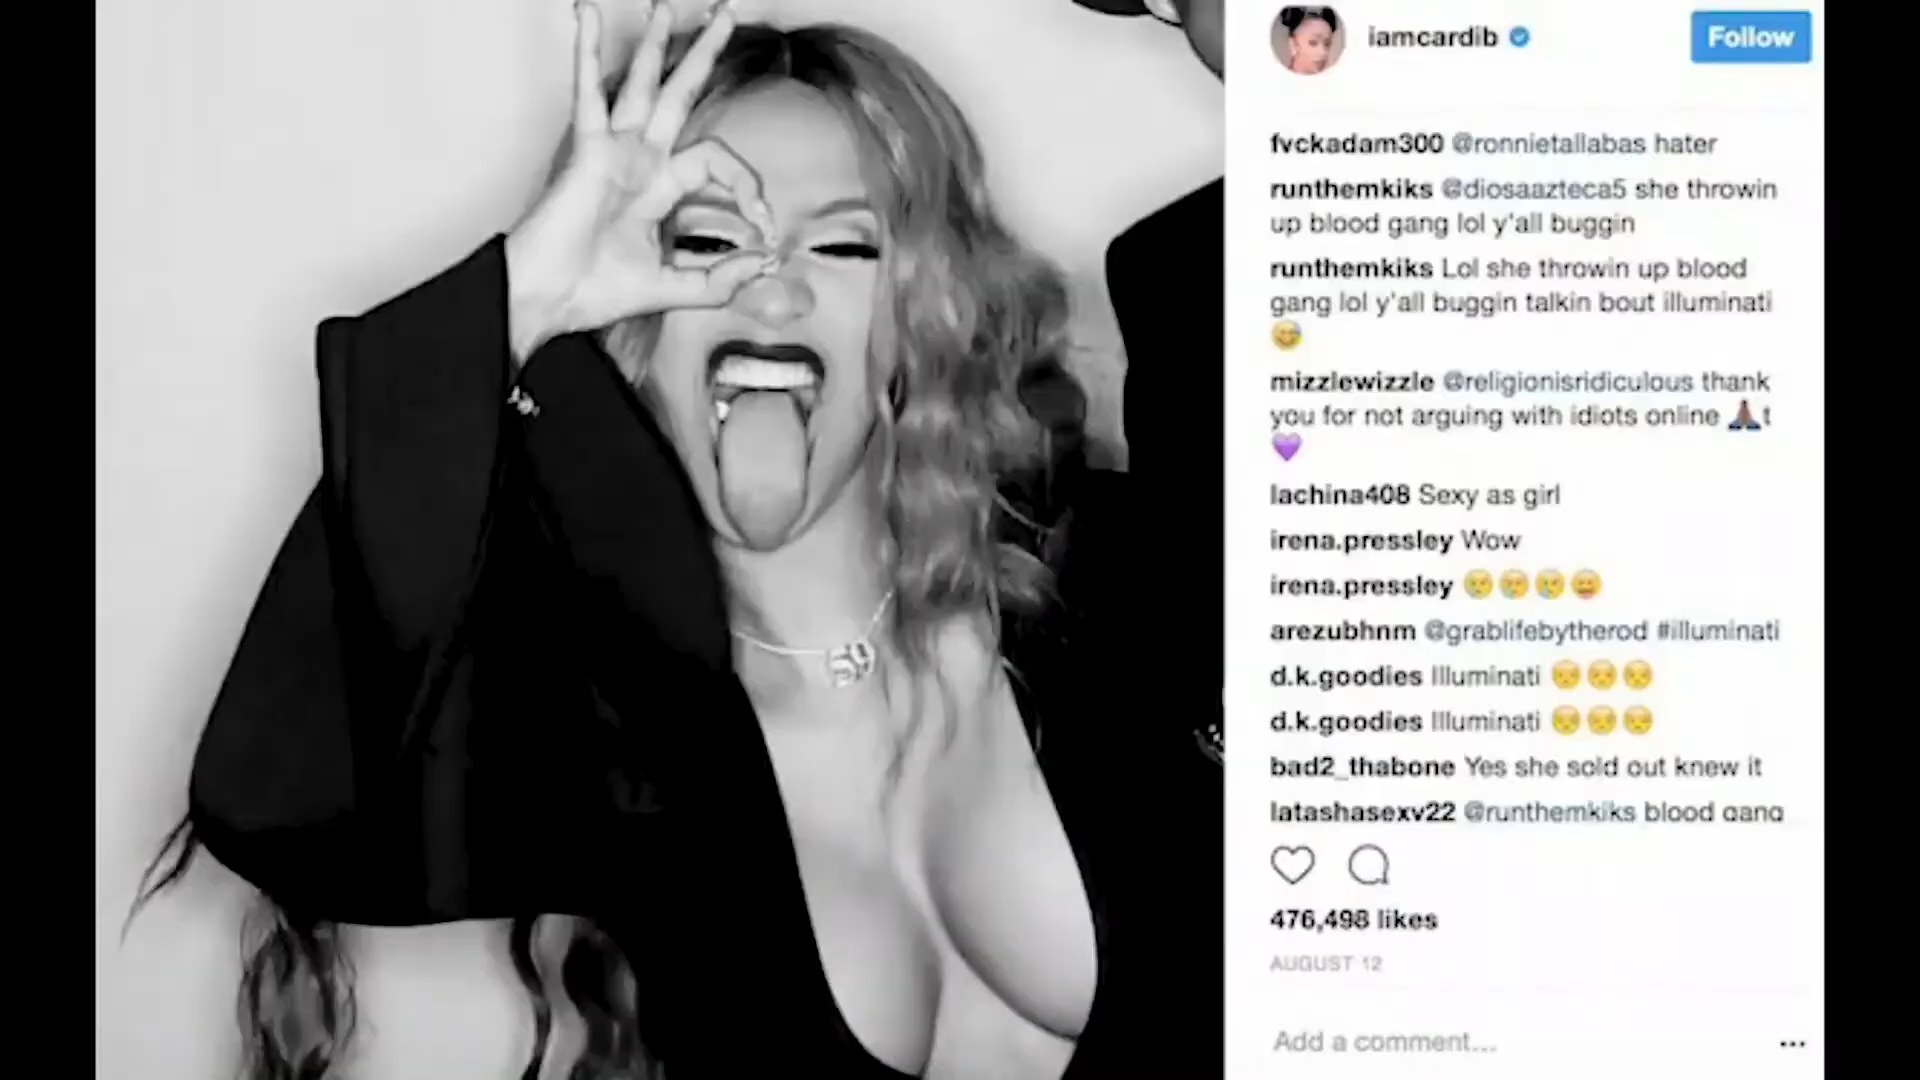 iamcardib
Follow
fvckadam300 @ronnietallabas hater
runthemkiks @diosaazteca5 she throwin
up blood gang lol y'all buggin
runthemkiks Lol she throwin up blood
gang lol y'all buggin talkin bout illuminati
😅
mizzlewizzle @religionisridiculous thank
you for not arguing with idiots online 🙏🏾t
💜
lachina408 Sexy as girl
irena.pressley Wow
irena.pressley 😢😢😢😛
arezubhnm @grablifebytherod #illuminati
d.k.goodies Illuminati 😒😒😒
d.k.goodies Illuminati 😒😒😒
bad2_thabone Yes she sold out knew it
latashasexv22 @runthemkiks blood gang
476,498 likes
AUGUST 12
Add a comment...